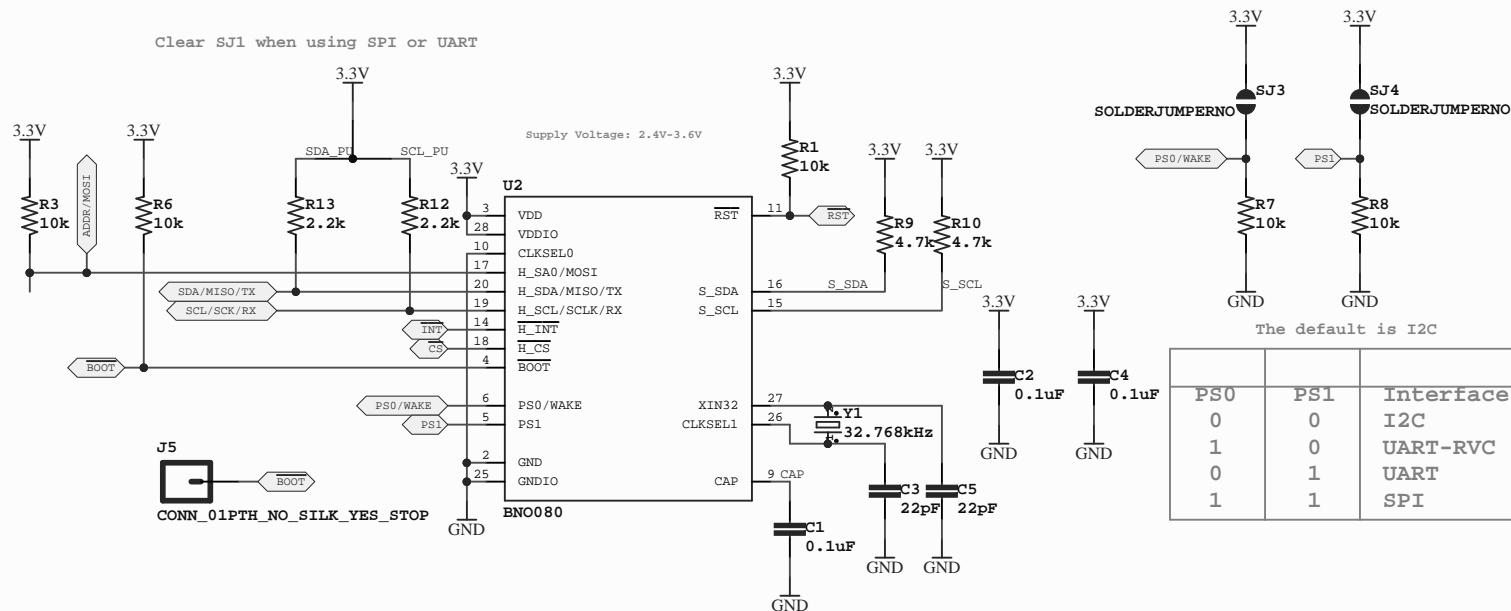 Clear SJ1 when using SPI or UART
3.3V
3.3V
3.3V
3.3V
3.3V
3.3V
3.3V
3.3V
3.3V
3.3V
3.3V
3.3V
Supply Voltage: 2.4V-3.6V
SDA_PU
SCL_PU
R3
10k
ADDR/MOSI
R6
10k
R13
2.2k
R12
2.2k
R1
10k
RST
R9
4.7k
R10
4.7k
SJ3
SOLDERJUMPERNO
SJ4
SOLDERJUMPERNO
PS0/WAKE
PS1
R7
10k
R8
10k
GND
GND
U2
3 VDD
28 VDDIO
10 CLKSEL0
17 H_SA0/MOSI
20 H_SDA/MISO/TX
19 H_SCL/SCLK/RX
14 H_INT
18 H_CS
4 BOOT
6 PS0/WAKE
5 PS1
2 GND
25 GNDIO
RST 11
S_SDA 16
S_SCL 15
XIN32 27
CLKSEL1 26
CAP 9
BNO080
SDA/MISO/TX
SCL/SCK/RX
INT
CS
BOOT
PS0/WAKE
PS1
S_SDA
S_SCL
CAP
J5
BOOT
CONN_01PTH_NO_SILK_YES_STOP
GND
Y1
32.768kHz
C3
22pF
C5
22pF
C1
0.1uF
GND
GND
GND
C2
0.1uF
C4
0.1uF
GND
GND
The default is I2C
PS0 PS1 Interface
0 0 I2C
1 0 UART-RVC
0 1 UART
1 1 SPI